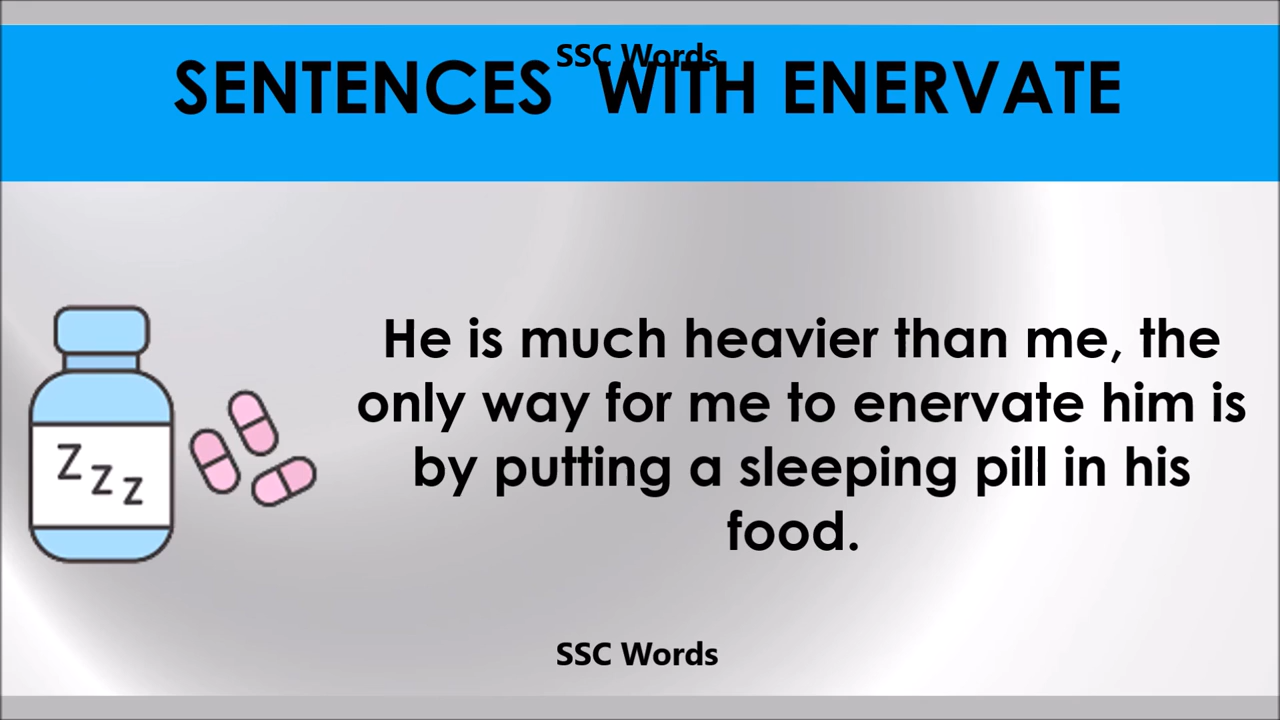 SSC Words
SENTENCES WITH ENERVATE
He is much heavier than me, the
only way for me to enervate him is
by putting a sleeping pill in his
food.
Z z z
SSC Words